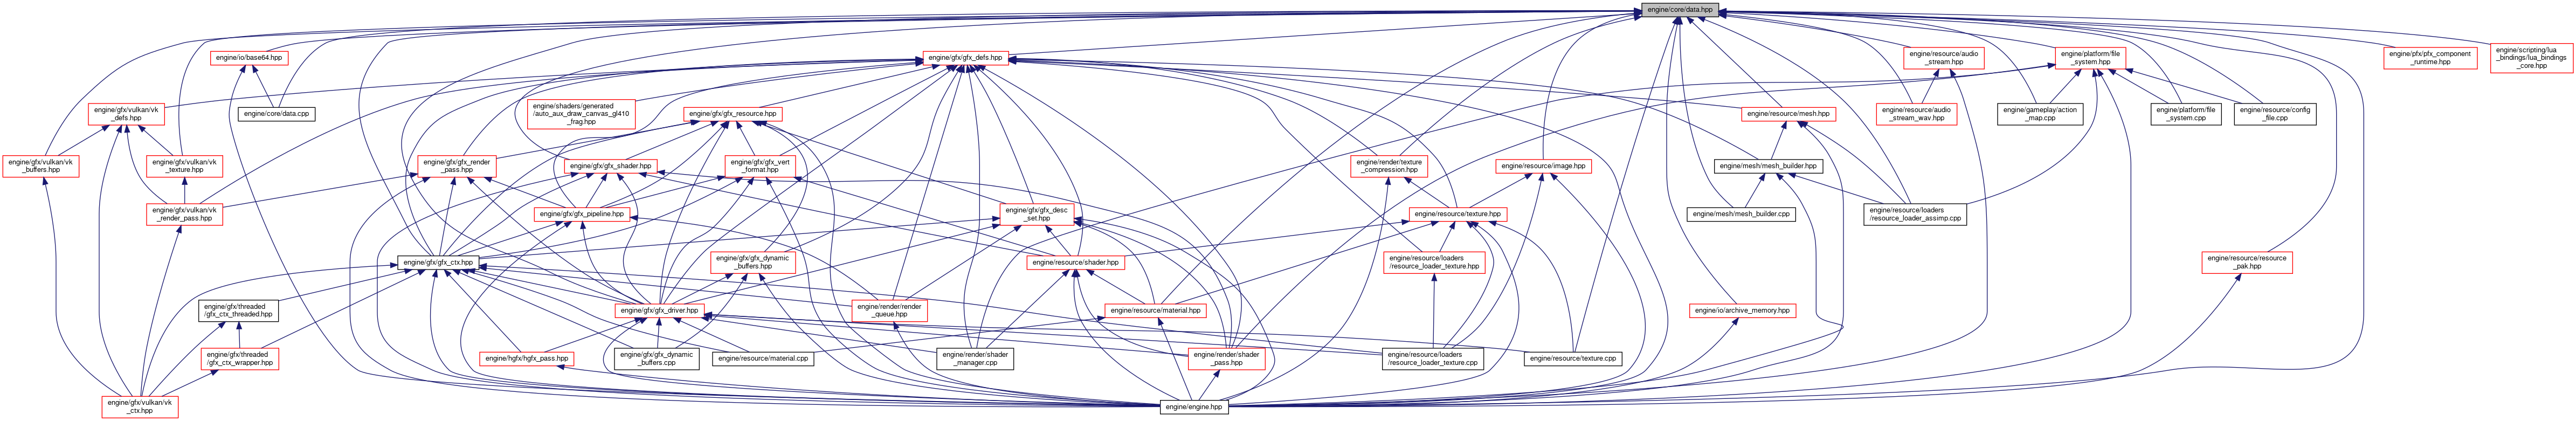 engine/core/data.hpp
engine/io/base64.hpp
engine/gfx/gfx_defs.hpp
engine/resource/audio
_stream.hpp
engine/platform/file
_system.hpp
engine/pfx/pfx_component
_runtime.hpp
engine/scripting/lua
_bindings/lua_bindings
_core.hpp
engine/gfx/vulkan/vk
_defs.hpp
engine/core/data.cpp
engine/shaders/generated
/auto_aux_draw_canvas_gl410
_frag.hpp
engine/gfx/gfx_resource.hpp
engine/resource/mesh.hpp
engine/resource/audio
_stream_wav.hpp
engine/gameplay/action
_map.cpp
engine/platform/file
_system.cpp
engine/resource/config
_file.cpp
engine/gfx/vulkan/vk
_buffers.hpp
engine/gfx/vulkan/vk
_texture.hpp
engine/gfx/gfx_render
_pass.hpp
engine/gfx/gfx_shader.hpp
engine/gfx/gfx_vert
_format.hpp
engine/render/texture
_compression.hpp
engine/resource/image.hpp
engine/mesh/mesh_builder.hpp
engine/gfx/vulkan/vk
_render_pass.hpp
engine/gfx/gfx_pipeline.hpp
engine/gfx/gfx_desc
_set.hpp
engine/resource/texture.hpp
engine/mesh/mesh_builder.cpp
engine/resource/loaders
/resource_loader_assimp.cpp
engine/gfx/gfx_ctx.hpp
engine/gfx/gfx_dynamic
_buffers.hpp
engine/resource/shader.hpp
engine/resource/loaders
/resource_loader_texture.hpp
engine/resource/resource
_pak.hpp
engine/gfx/threaded
/gfx_ctx_threaded.hpp
engine/gfx/gfx_driver.hpp
engine/render/render
_queue.hpp
engine/resource/material.hpp
engine/io/archive_memory.hpp
engine/gfx/threaded
/gfx_ctx_wrapper.hpp
engine/hgfx/hgfx_pass.hpp
engine/gfx/gfx_dynamic
_buffers.cpp
engine/resource/material.cpp
engine/render/shader
_manager.cpp
engine/render/shader
_pass.hpp
engine/resource/loaders
/resource_loader_texture.cpp
engine/resource/texture.cpp
engine/gfx/vulkan/vk
_ctx.hpp
engine/engine.hpp